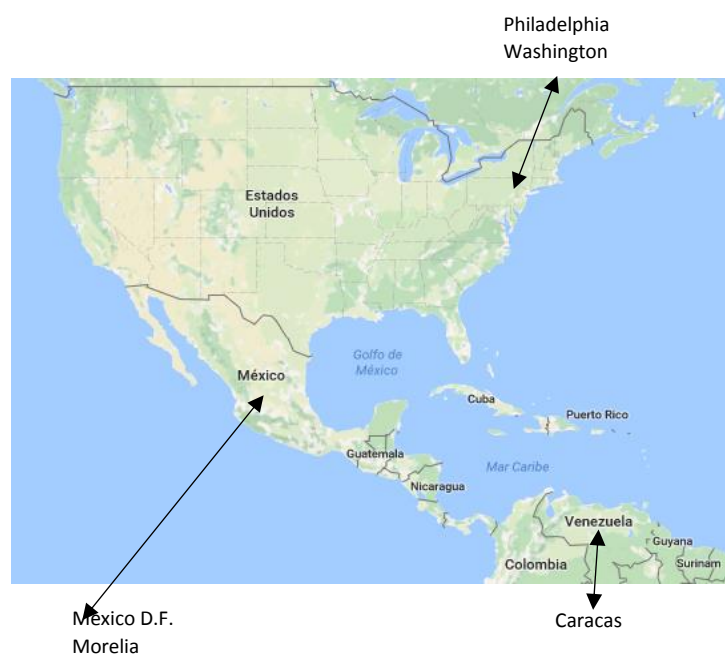 Philadelphia
Washington
Estados
Unidos
Golfo de
México
México
Cuba
Puerto Rico
Guatemala
Mar Caribe
Nicaragua
Venezuela
Guyana
Colombia
Surinam
México D.F.
Morelia
Caracas